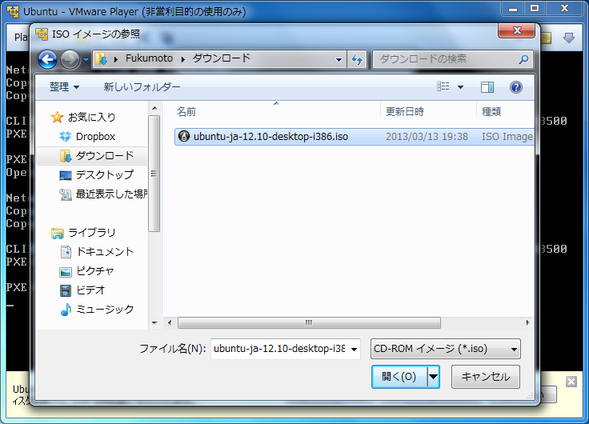 Ubuntu - VMware Player (非営利目的の使用のみ)
ISO イメージの参照
Fukumoto ダウンロード
ダウンロードの検索
整理 新しいフォルダー
お気に入り
Dropbox
ダウンロード
デスクトップ
最近表示した場所
ライブラリ
ドキュメント
ピクチャ
ビデオ
ミュージック
名前 更新日時 種類
ubuntu-ja-12.10-desktop-i386.iso 2013/03/13 19:38 ISO Image
ファイル名(N): ubuntu-ja-12.10-desktop-i38
CD-ROM イメージ (*.iso)
開く(O) キャンセル
Pla
Net
Cop
Cop
CLI 3500
PXE
PXE
Ope
Net
Cop
Cop
CLI 3500
PXE
PXE
Ubu